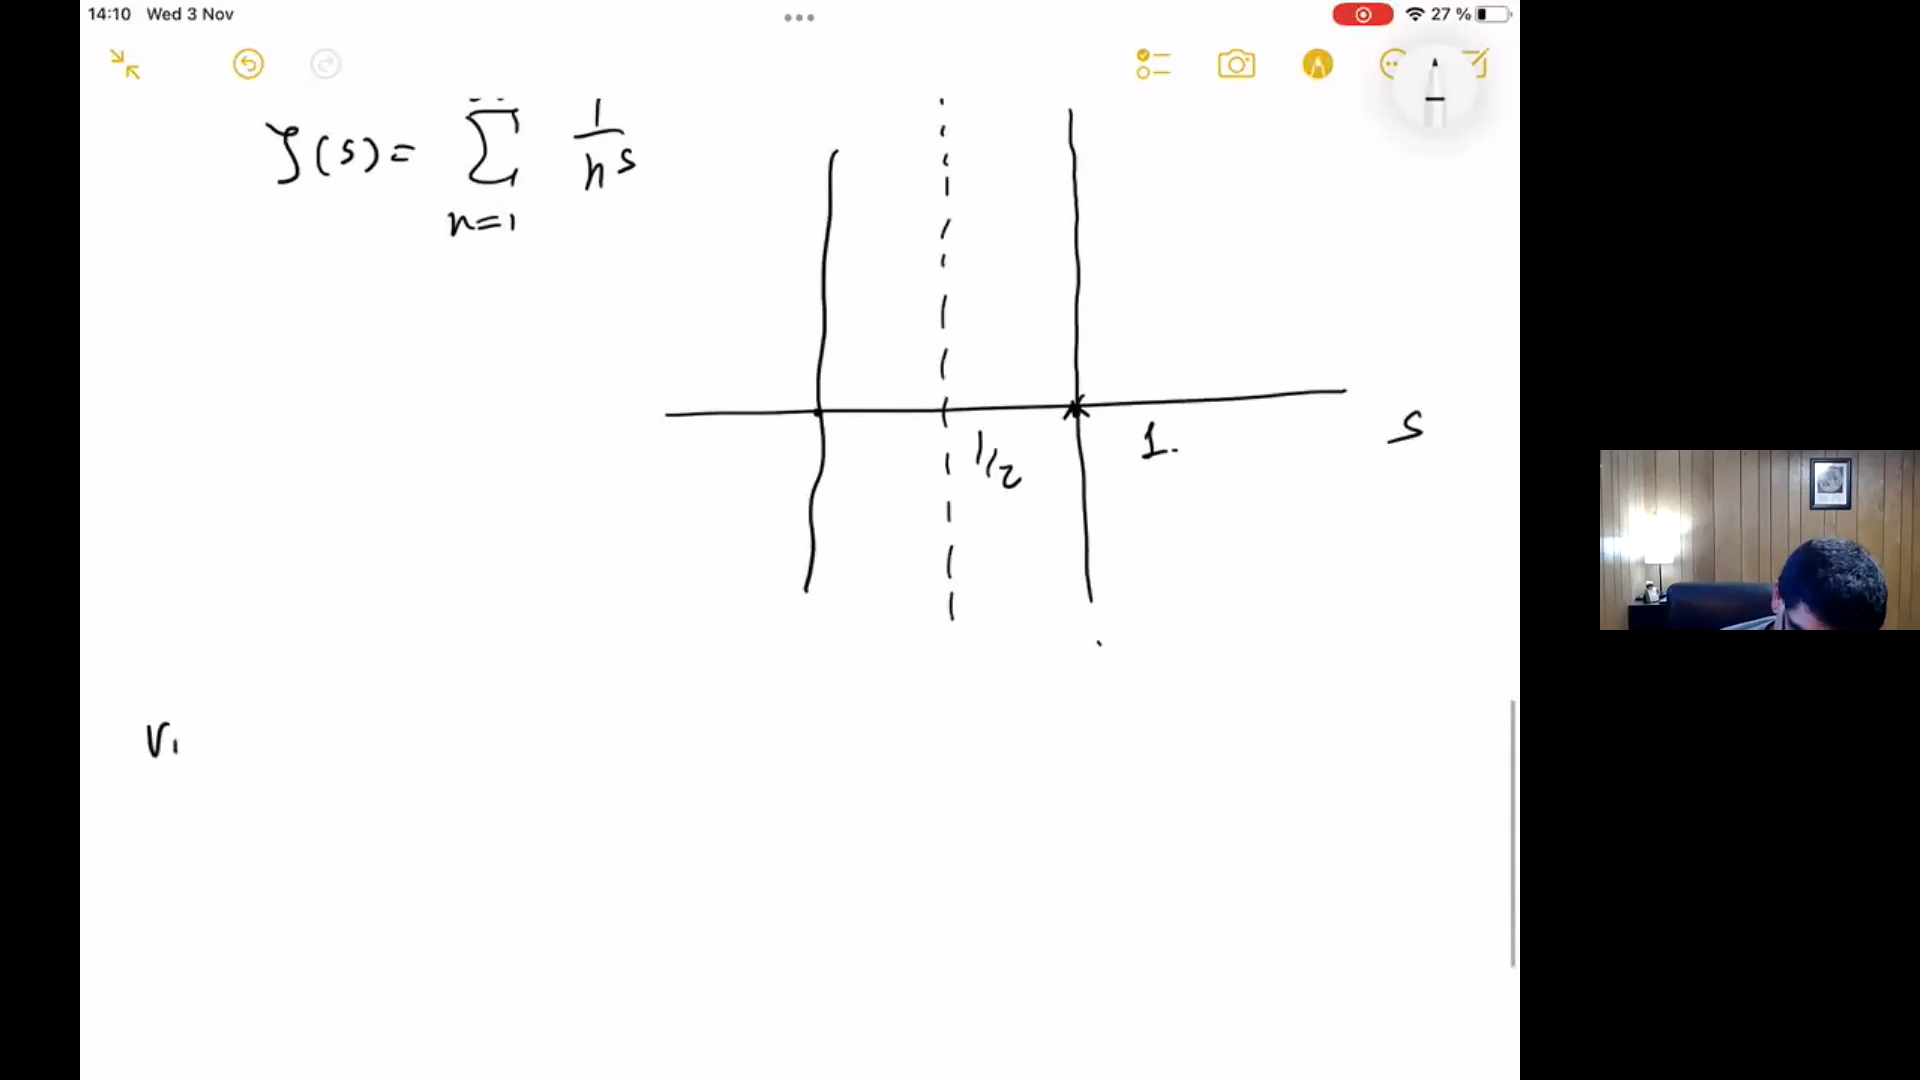 14:10 Wed 3 Nov 27 %
ζ(s) = ∑ 1/n^s
n=1
1/2
1.
s